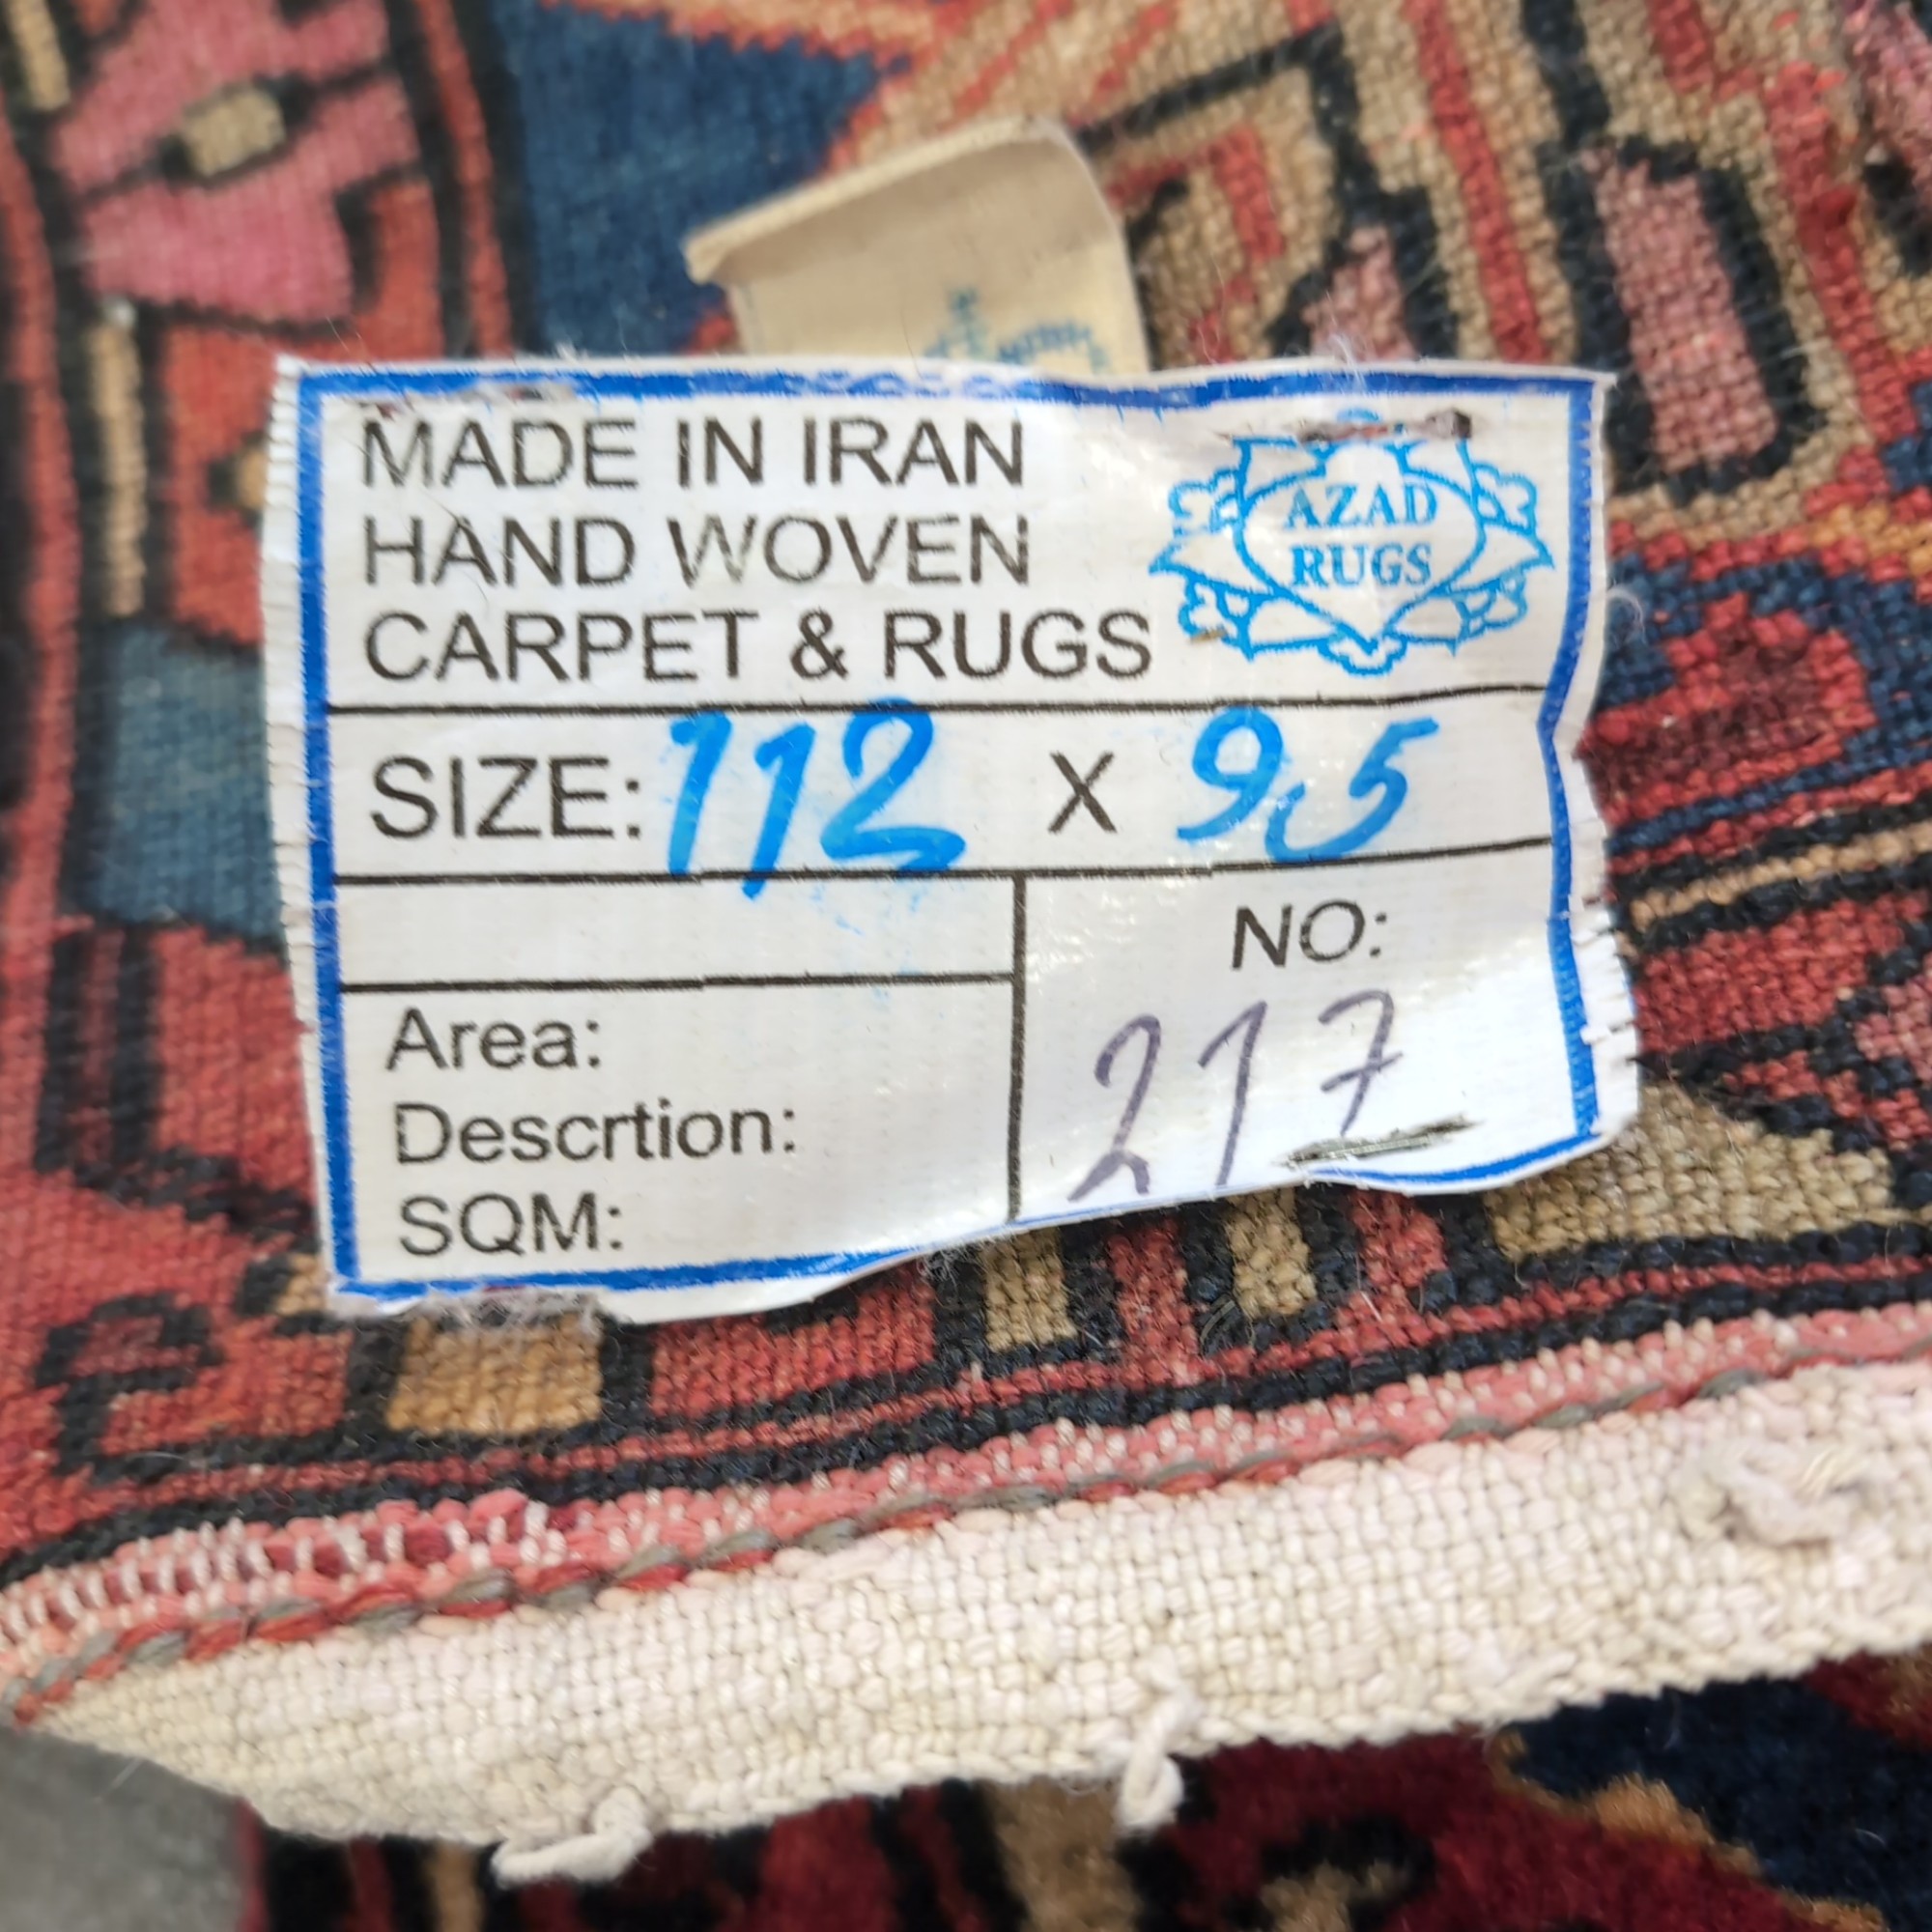 MADE IN IRAN
HAND WOVEN
CARPET & RUGS
AZAD
RUGS
SIZE: 112 X 95
NO:
217
Area:
Descrtion:
SQM: